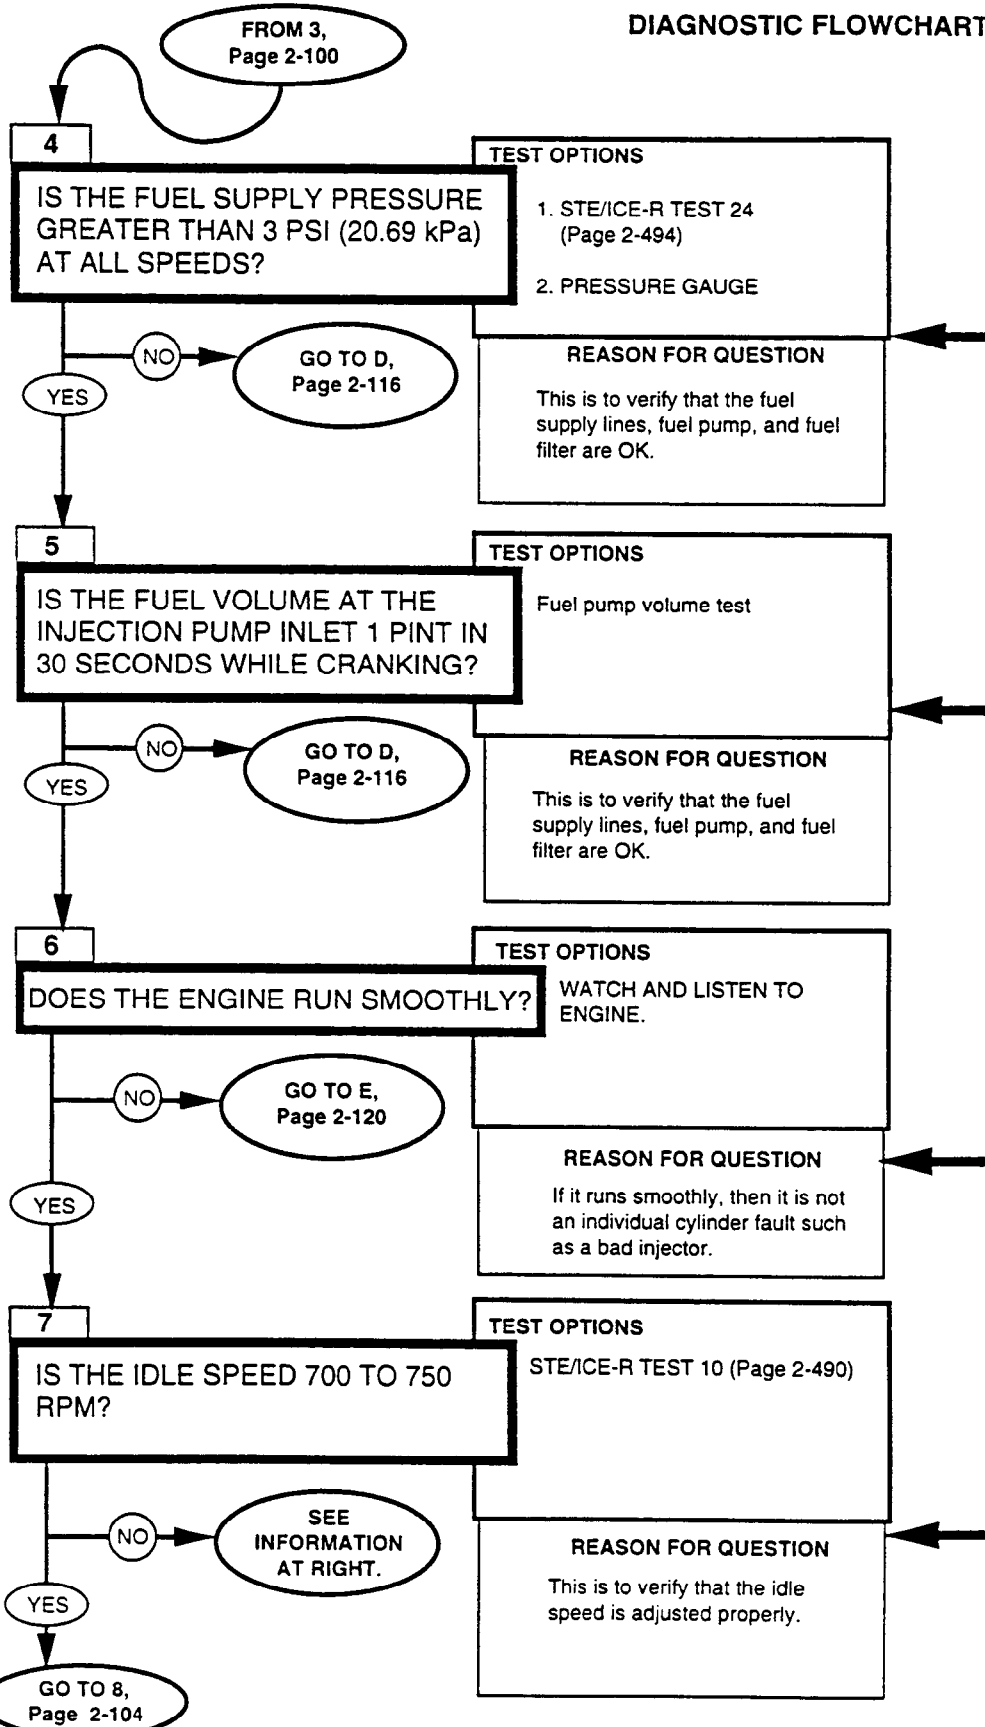 DIAGNOSTIC FLOWCHART
FROM 3,
Page 2-100
4
IS THE FUEL SUPPLY PRESSURE
GREATER THAN 3 PSI (20.69 kPa)
AT ALL SPEEDS?
TEST OPTIONS
1. STE/ICE-R TEST 24
(Page 2-494)
2. PRESSURE GAUGE
REASON FOR QUESTION
This is to verify that the fuel
supply lines, fuel pump, and fuel
filter are OK.
NO
GO TO D,
Page 2-116
YES
5
IS THE FUEL VOLUME AT THE
INJECTION PUMP INLET 1 PINT IN
30 SECONDS WHILE CRANKING?
TEST OPTIONS
Fuel pump volume test
REASON FOR QUESTION
This is to verify that the fuel
supply lines, fuel pump, and fuel
filter are OK.
NO
GO TO D,
Page 2-116
YES
6
DOES THE ENGINE RUN SMOOTHLY?
TEST OPTIONS
WATCH AND LISTEN TO
ENGINE.
REASON FOR QUESTION
If it runs smoothly, then it is not
an individual cylinder fault such
as a bad injector.
NO
GO TO E,
Page 2-120
YES
7
IS THE IDLE SPEED 700 TO 750
RPM?
TEST OPTIONS
STE/ICE-R TEST 10 (Page 2-490)
REASON FOR QUESTION
This is to verify that the idle
speed is adjusted properly.
NO
SEE
INFORMATION
AT RIGHT.
YES
GO TO 8,
Page 2-104